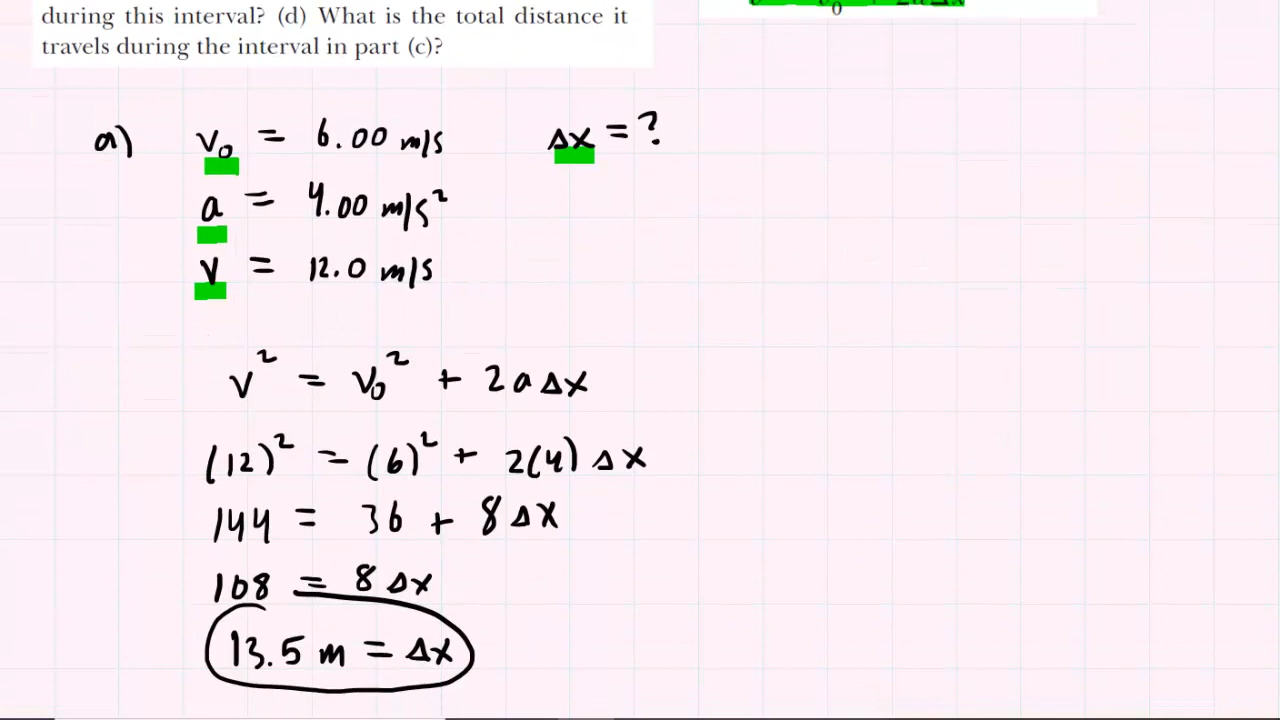 during this interval? (d) What is the total distance it
travels during the interval in part (c)?
a) v₀ = 6.00 m/s Δx = ?
a = 4.00 m/s²
v = 12.0 m/s
v² = v₀² + 2aΔx
(12)² = (6)² + 2(4) Δx
144 = 36 + 8Δx
108 = 8Δx
13.5 m = Δx